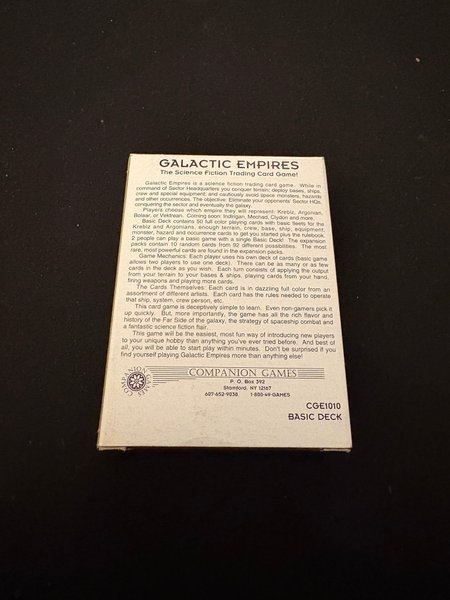 GALACTIC EMPIRES
The Science Fiction Trading Card Game!
Galactic Empires is a science fiction trading card game. While in
command of Sector Headquarters you conquer terrain; deploy bases, ships,
crew and special equipment; and cautiously avoid space monsters, hazards
and other occurrences. The objective: Eliminate your opponents' Sector HQs,
conquering the sector and eventually the galaxy.
Players choose which empire they will represent: Krebiz, Argonian,
Bolaar, or Vektrean. Coming soon: Indirigan, Mechad, Clydon and more.
Basic Deck contains 50 full color playing cards with basic fleets for the
Krebiz and Argonians, enough terrain, crew, base, ship, equipment,
monster, hazard and occurrence cards to get you started plus the rulebook.
2 people can play a basic game with a single Basic Deck! The expansion
packs contain 10 random cards from 92 different possibilities. The most
rare, most powerful cards are found in the expansion packs.
Game Mechanics: Each player uses his own deck of cards (basic game
allows two players to use one deck). There can be as many or as few
cards in the deck as you wish. Each turn consists of applying the output
from your terrain to your bases & ships, playing cards from your hand,
firing weapons and playing more cards.
The Cards Themselves: Each card is in dazzling full color from an
assortment of different artists. Each card has the rules needed to operate
that ship, system, crew person, etc.
This card game is deceptively simple to learn. Even non-gamers pick it
up quickly. But, more importantly, the game has all the rich flavor and
history of the Far Side of the galaxy, the strategy of spaceship combat and
a fantastic science fiction flair.
This game will be the easiest, most fun way of introducing new players
to your unique hobby than anything you've ever tried before. And best of
all, you will be able to start play within minutes. Don't be surprised if you
find yourself playing Galactic Empires more than anything else!
COMPANION GAMES
COMPANION GAMES
P. O. Box 392
Stamford, NY 12167
607-652-9038 1-800-49-GAMES
CGE1010
BASIC DECK